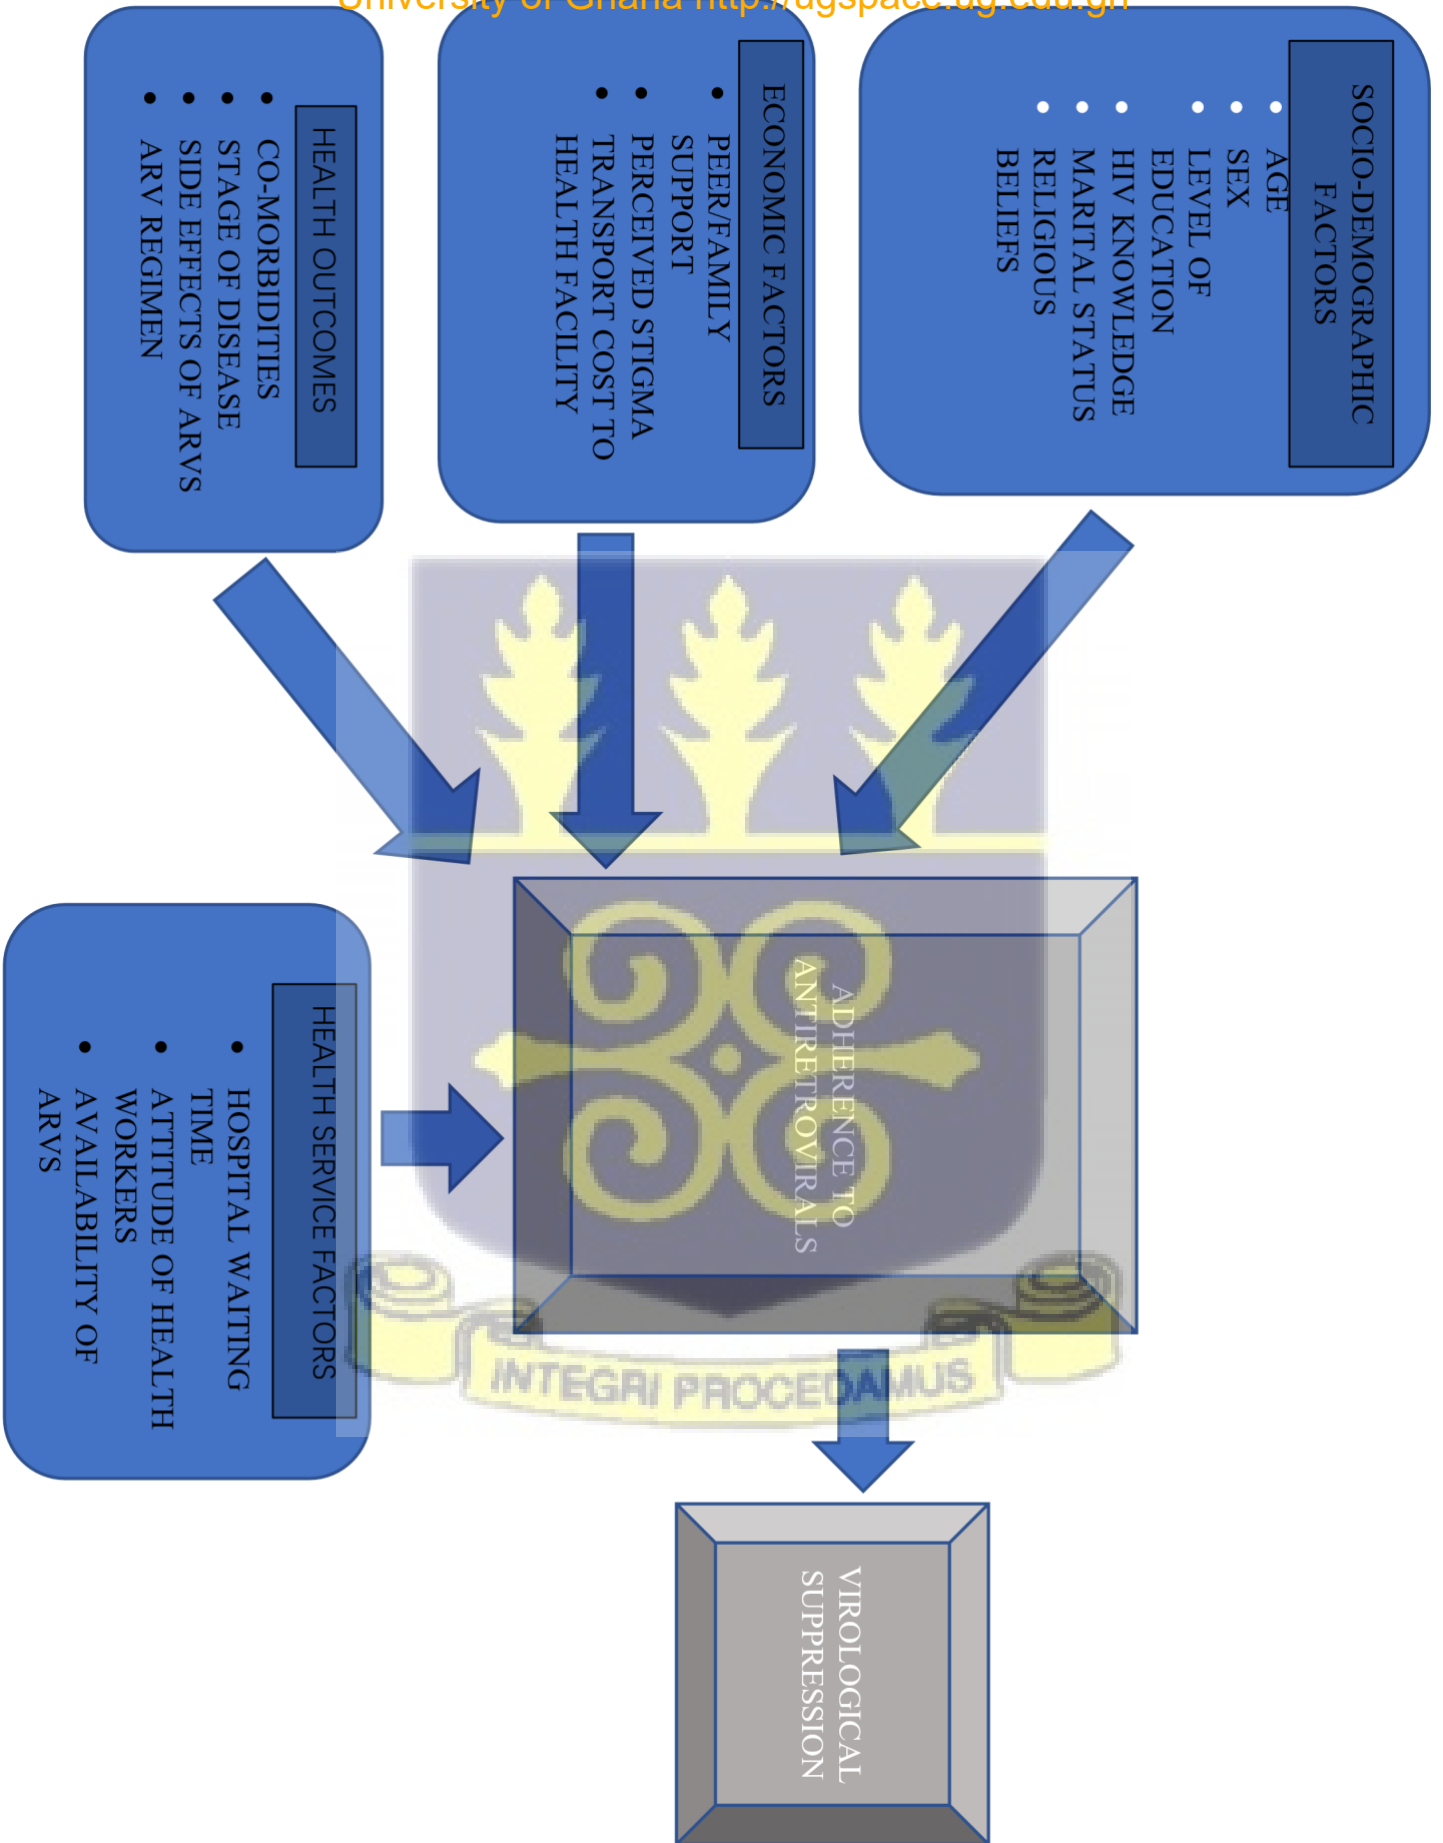 University of Ghana http://ugspace.ug.edu.gh
SOCIO-DEMOGRAPHIC
FACTORS
• AGE
• SEX
• LEVEL OF
EDUCATION
• HIV KNOWLEDGE
• MARITAL STATUS
• RELIGIOUS
BELIEFS
ECONOMIC FACTORS
• PEER/FAMILY
SUPPORT
• PERCEIVED STIGMA
• TRANSPORT COST TO
HEALTH FACILITY
HEALTH OUTCOMES
• CO-MORBIDITIES
• STAGE OF DISEASE
• SIDE EFFECTS OF ARVS
• ARV REGIMEN
ADHERENCE TO
ANTIRETROVIRALS
HEALTH SERVICE FACTORS
• HOSPITAL WAITING
TIME
• ATTITUDE OF HEALTH
WORKERS
• AVAILABILITY OF
ARVS
VIROLOGICAL
SUPPRESSION
INTEGRI PROCEDAMUS